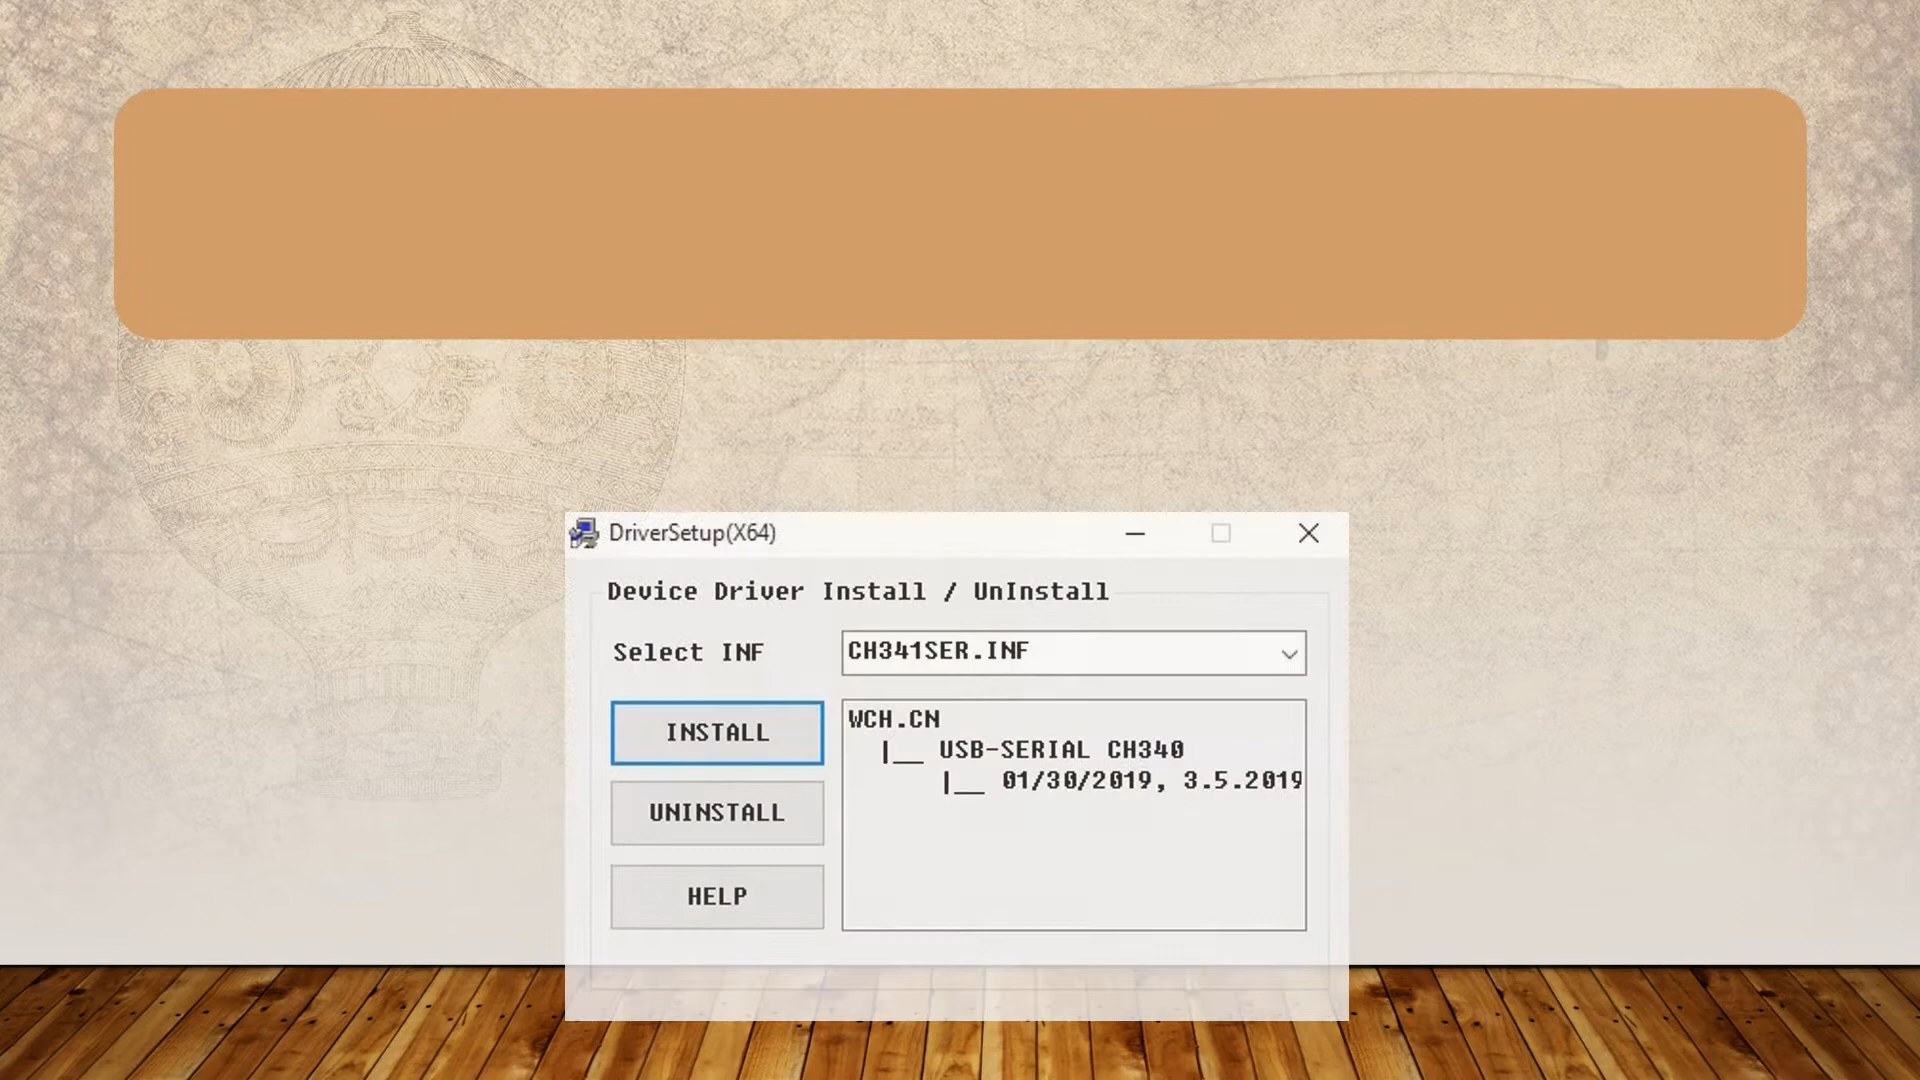 DriverSetup(X64)
Device Driver Install / UnInstall
Select INF
CH341SER.INF
INSTALL
UNINSTALL
HELP
WCH.CN
|__ USB-SERIAL CH340
|__ 01/30/2019, 3.5.2019